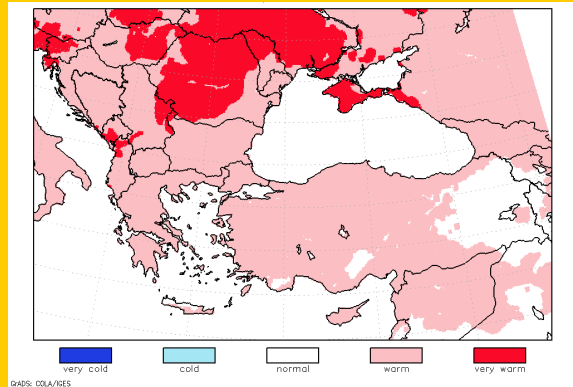 very cold
cold
normal
warm
very warm
GrADS: COLA/IGES